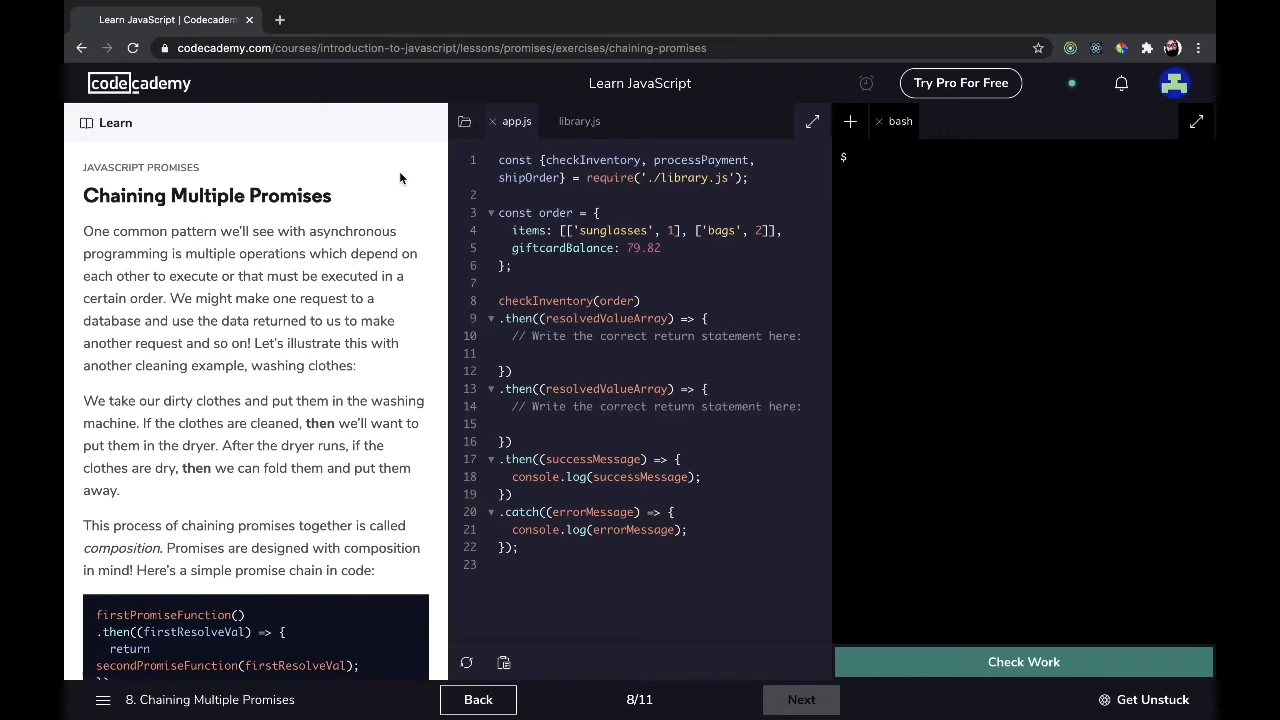 Learn JavaScript | Codecadem
codecademy.com/courses/introduction-to-javascript/lessons/promises/exercises/chaining-promises
codecademy
Learn JavaScript
Try Pro For Free
Learn
JAVASCRIPT PROMISES
Chaining Multiple Promises
One common pattern we'll see with asynchronous
programming is multiple operations which depend on
each other to execute or that must be executed in a
certain order. We might make one request to a
database and use the data returned to us to make
another request and so on! Let's illustrate this with
another cleaning example, washing clothes:
We take our dirty clothes and put them in the washing
machine. If the clothes are cleaned, then we'll want to
put them in the dryer. After the dryer runs, if the
clothes are dry, then we can fold them and put them
away.
This process of chaining promises together is called
composition. Promises are designed with composition
in mind! Here's a simple promise chain in code:
firstPromiseFunction()
.then((firstResolveVal) => {
return
secondPromiseFunction(firstResolveVal);
})
app.js
library.js
1 const {checkInventory, processPayment,
shipOrder} = require('./library.js');
2
3 const order = {
4 items: [['sunglasses', 1], ['bags', 2]],
5 giftcardBalance: 79.82
6 };
7
8 checkInventory(order)
9 .then((resolvedValueArray) => {
10 // Write the correct return statement here:
11
12 })
13 .then((resolvedValueArray) => {
14 // Write the correct return statement here:
15
16 })
17 .then((successMessage) => {
18 console.log(successMessage);
19 })
20 .catch((errorMessage) => {
21 console.log(errorMessage);
22 });
23
bash
$
Check Work
8. Chaining Multiple Promises
Back
8/11
Next
Get Unstuck